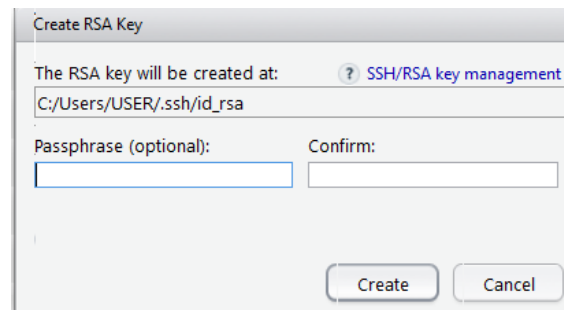 Create RSA Key
The RSA key will be created at: ? SSH/RSA key management
C:/Users/USER/.ssh/id_rsa
Passphrase (optional): Confirm:
Create Cancel